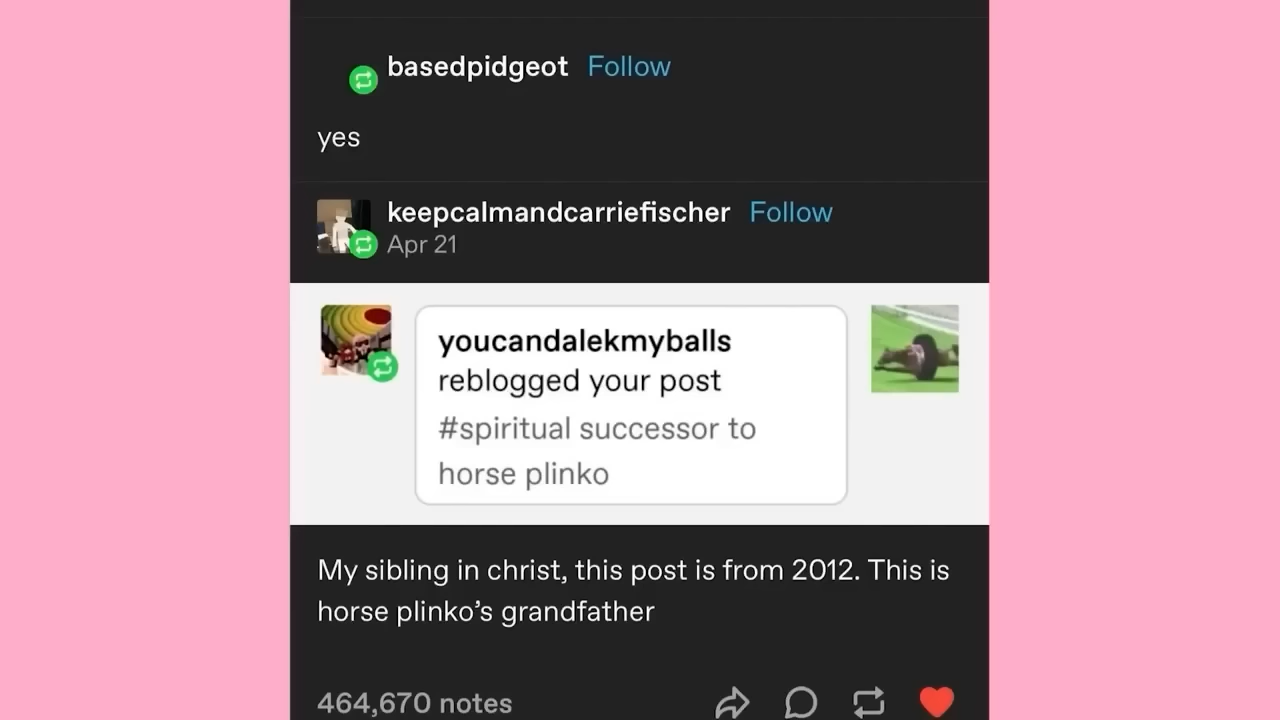 basedpidgeot Follow
yes
keepcalmandcarriefischer Follow
Apr 21
youcandalekmyballs
reblogged your post
#spiritual successor to
horse plinko
My sibling in christ, this post is from 2012. This is
horse plinko’s grandfather
464,670 notes